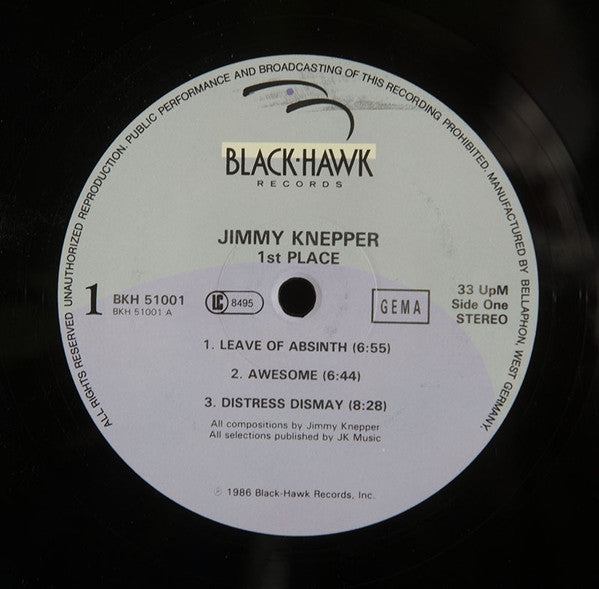 ALL RIGHTS RESERVED UNAUTHORIZED REPRODUCTION. PUBLIC PERFORMANCE AND BROADCASTING OF THIS RECORDING PROHIBITED. MANUFACTURED BY BELLAPHON, WEST GERMANY.
BLACK-HAWK
RECORDS
JIMMY KNEPPER
1st PLACE
1 BKH 51001
BKH 51001 A
LC 8495
GEMA
33 UpM
Side One
STEREO
1. LEAVE OF ABSINTH (6:55)
2. AWESOME (6:44)
3. DISTRESS DISMAY (8:28)
All compositions by Jimmy Knepper
All selections published by JK Music
℗ 1986 Black-Hawk Records, Inc.